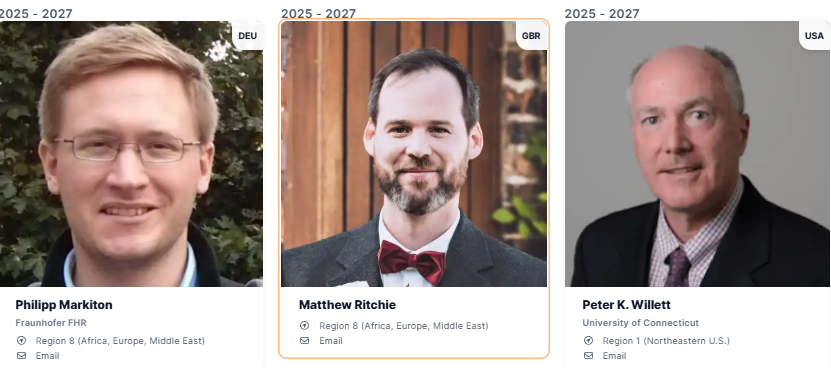 2025 - 2027
DEU
Philipp Markiton
Fraunhofer FHR
Region 8 (Africa, Europe, Middle East)
Email
2025 - 2027
GBR
Matthew Ritchie
Region 8 (Africa, Europe, Middle East)
Email
2025 - 2027
USA
Peter K. Willett
University of Connecticut
Region 1 (Northeastern U.S.)
Email